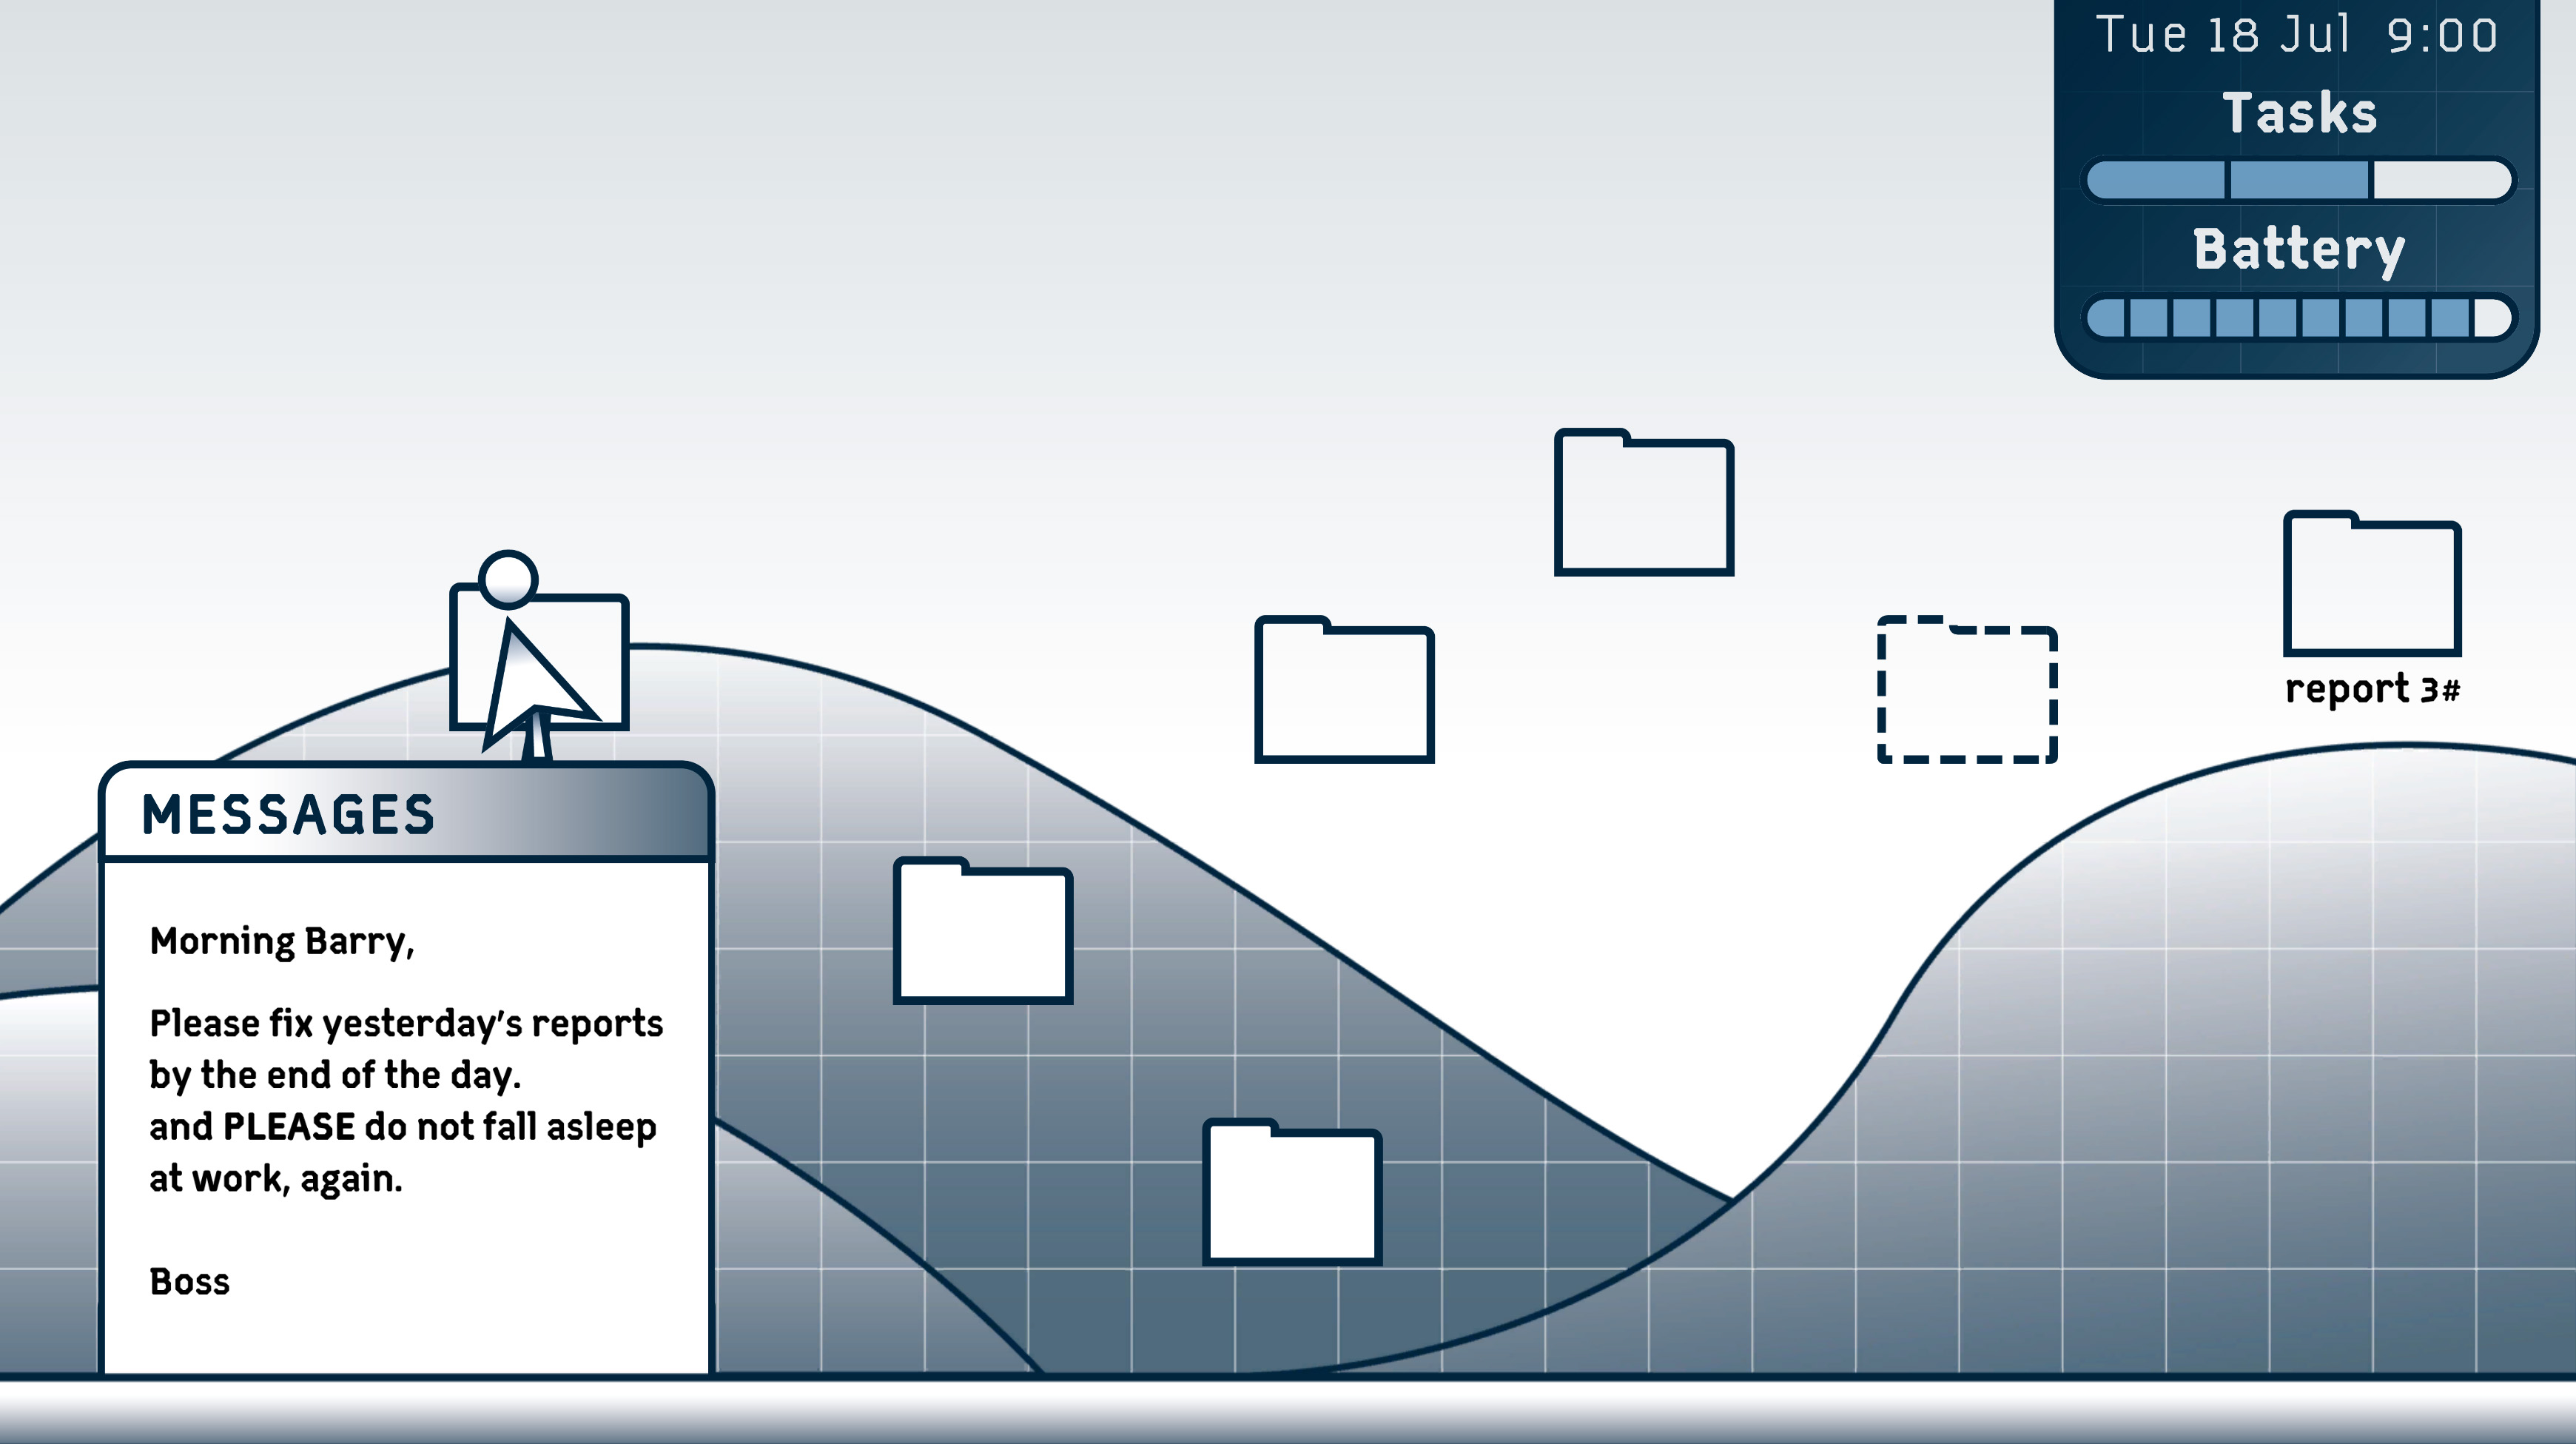 Tue 18 Jul 9:00
Tasks
Battery
report 3#
MESSAGES
Morning Barry,
Please fix yesterday's reports
by the end of the day.
and PLEASE do not fall asleep
at work, again.
Boss